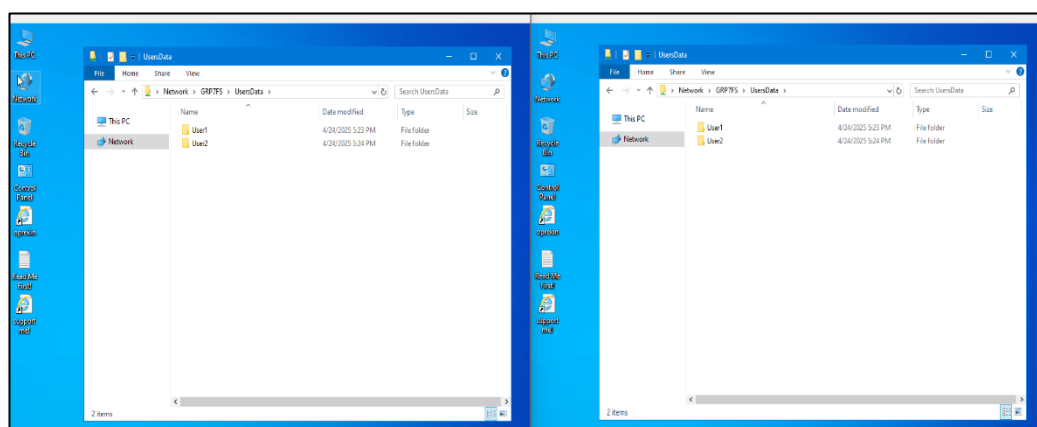 This PC
Network
Recycle
Bin
Control
Panel
oprekin
Read Me
First!
support
me!
UsersData
File Home Share View
Network > GRP7FS > UsersData >
Search UsersData
This PC
Network
Name Date modified Type Size
User1 4/24/2025 5:23 PM File folder
User2 4/24/2025 5:24 PM File folder
2 items
This PC
Network
Recycle
Bin
Control
Panel
oprekin
Read Me
First!
support
me!
UsersData
File Home Share View
Network > GRP7FS > UsersData >
Search UsersData
This PC
Network
Name Date modified Type Size
User1 4/24/2025 5:23 PM File folder
User2 4/24/2025 5:24 PM File folder
2 items